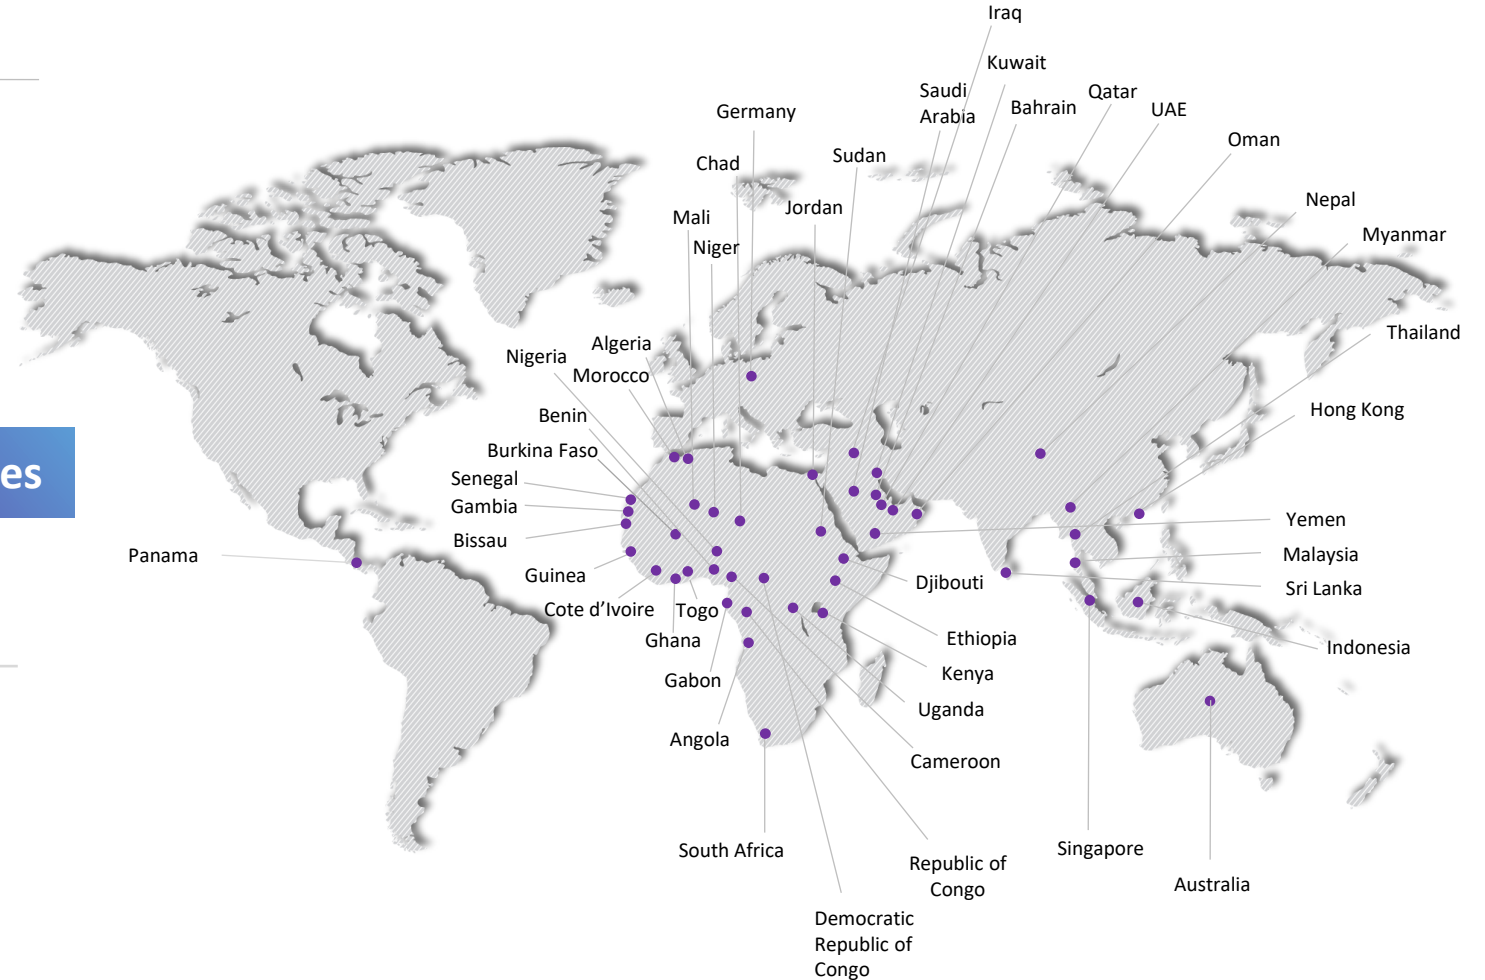 Iraq
Kuwait
Saudi
Arabia
Qatar
Bahrain
UAE
Germany
Oman
Sudan
Chad
Nepal
Jordan
Mali
Myanmar
Niger
Thailand
Algeria
Nigeria
Morocco
Hong Kong
Benin
Burkina Faso
es
Senegal
Gambia
Yemen
Bissau
Panama
Malaysia
Guinea
Djibouti
Sri Lanka
Cote d’Ivoire
Togo
Ghana
Ethiopia
Indonesia
Kenya
Gabon
Uganda
Angola
Cameroon
South Africa
Singapore
Republic of
Congo
Australia
Democratic
Republic of
Congo